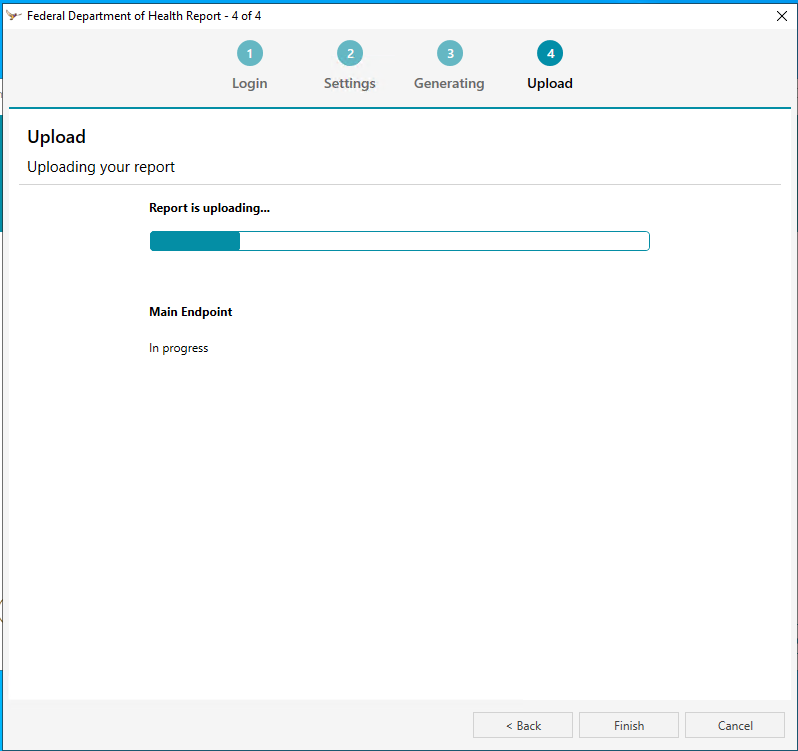 Federal Department of Health Report - 4 of 4
1 2 3 4
Login Settings Generating Upload
Upload
Uploading your report
Report is uploading...
Main Endpoint
In progress
< Back Finish Cancel